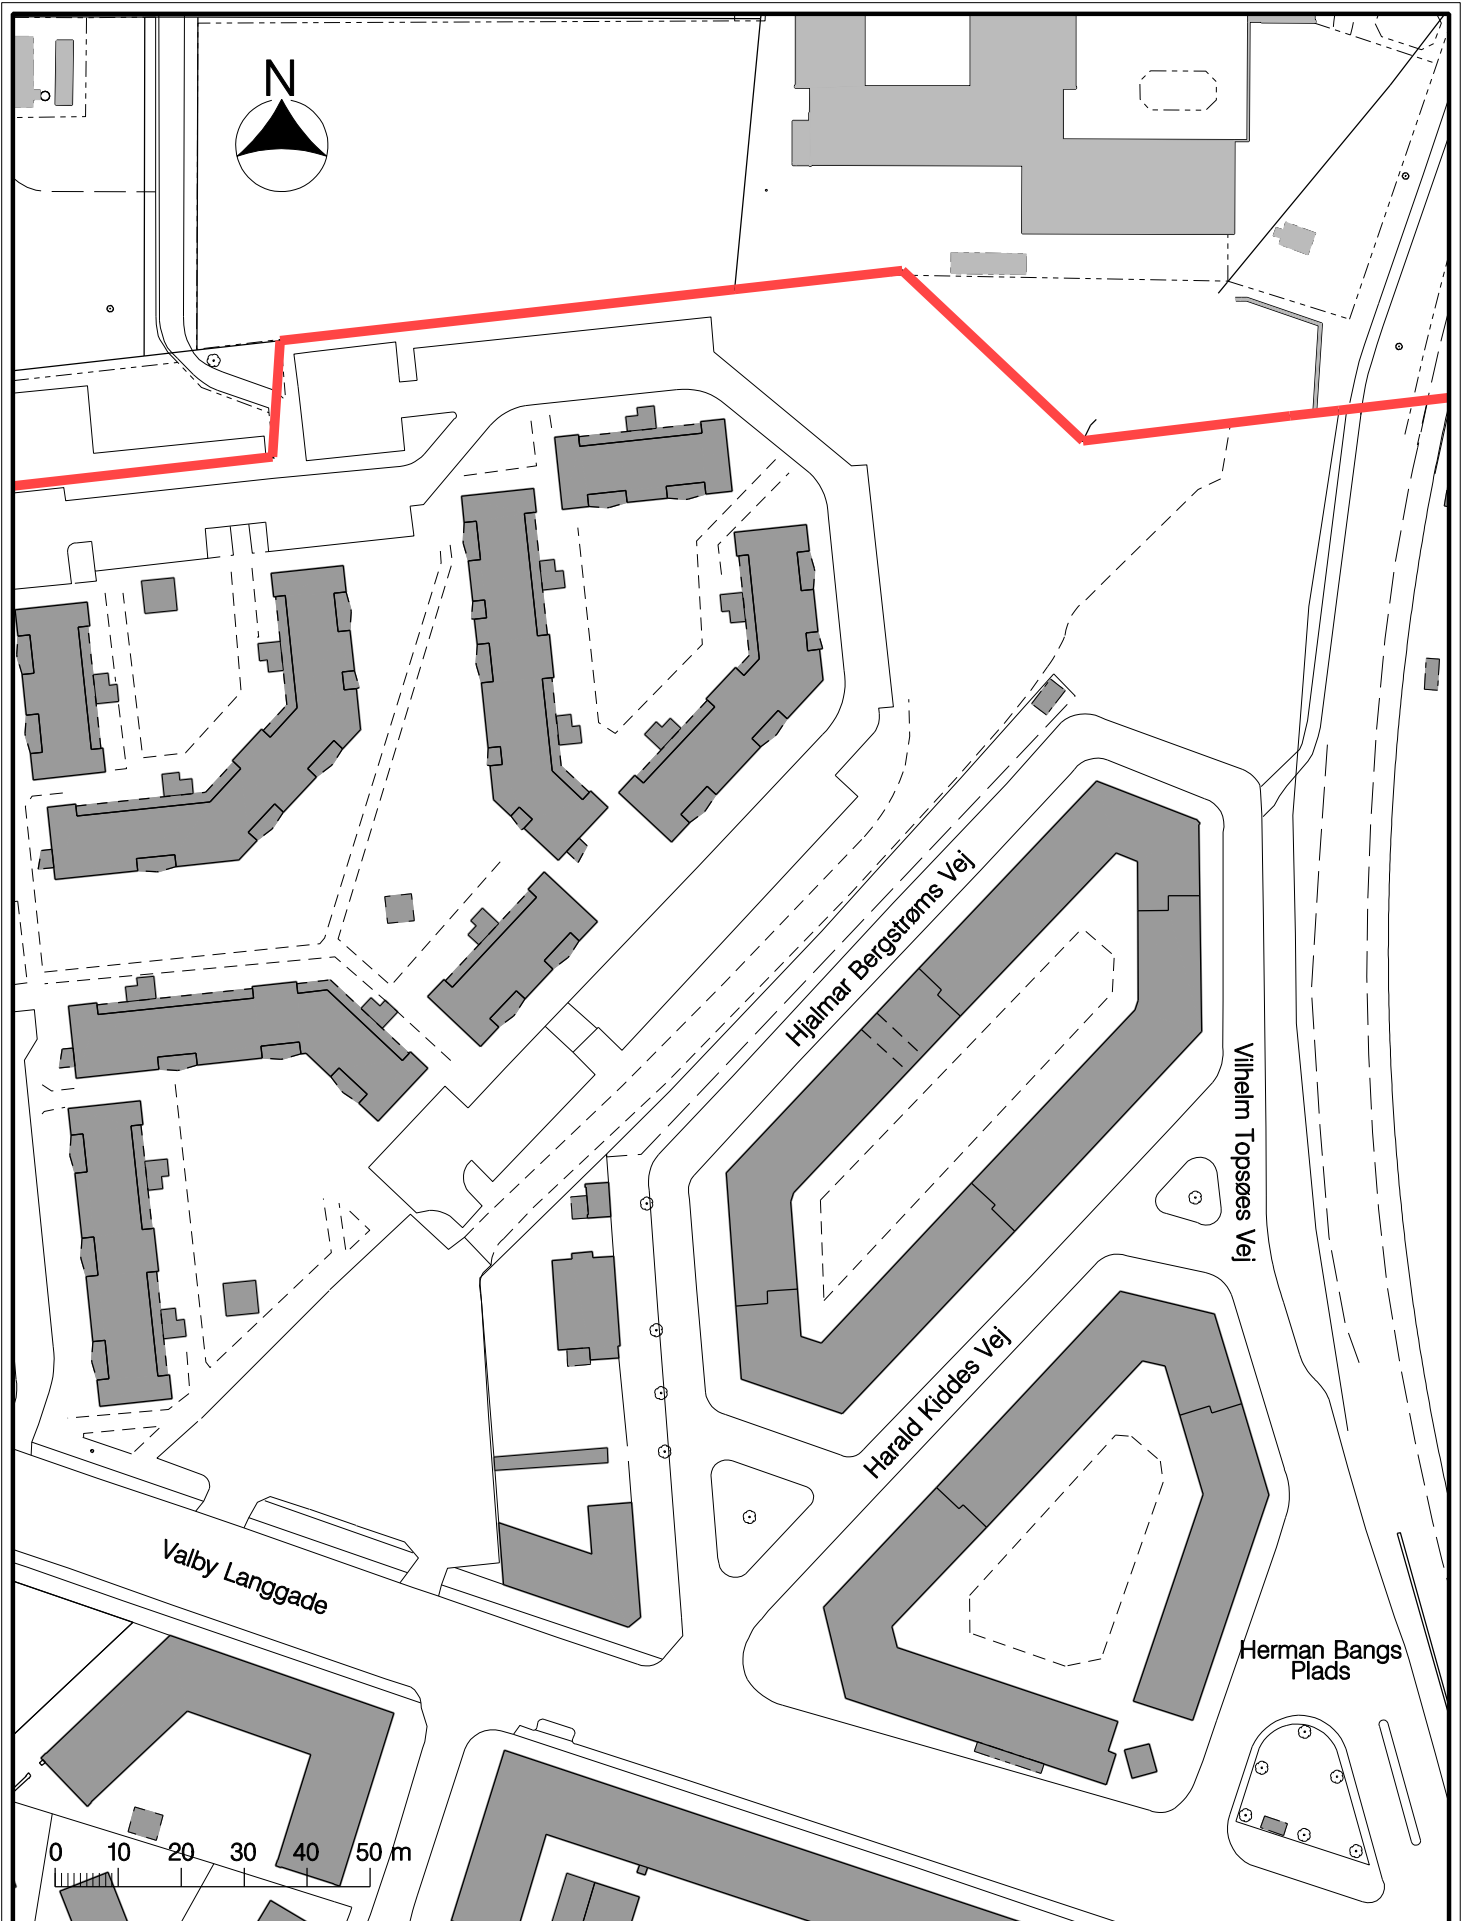 N
Hjalmar Bergstrøms Vej
Vilhelm Topsøes Vej
Harald Kiddes Vej
Valby Langgade
Herman Bangs
Plads
0 10 20 30 40 50 m